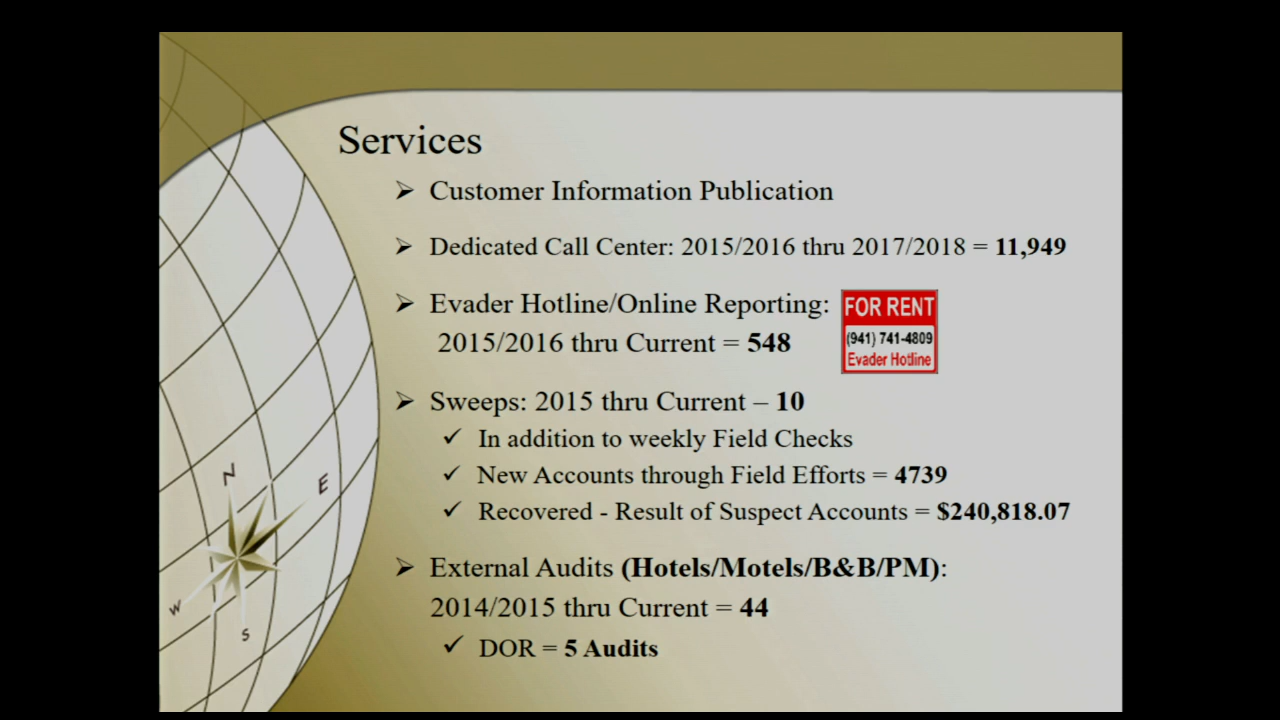 Services
➢ Customer Information Publication
➢ Dedicated Call Center: 2015/2016 thru 2017/2018 = 11,949
➢ Evader Hotline/Online Reporting:
2015/2016 thru Current = 548
FOR RENT
(941) 741-4809
Evader Hotline
➢ Sweeps: 2015 thru Current – 10
✓ In addition to weekly Field Checks
✓ New Accounts through Field Efforts = 4739
✓ Recovered - Result of Suspect Accounts = $240,818.07
➢ External Audits (Hotels/Motels/B&B/PM):
2014/2015 thru Current = 44
✓ DOR = 5 Audits
N
E
W
S